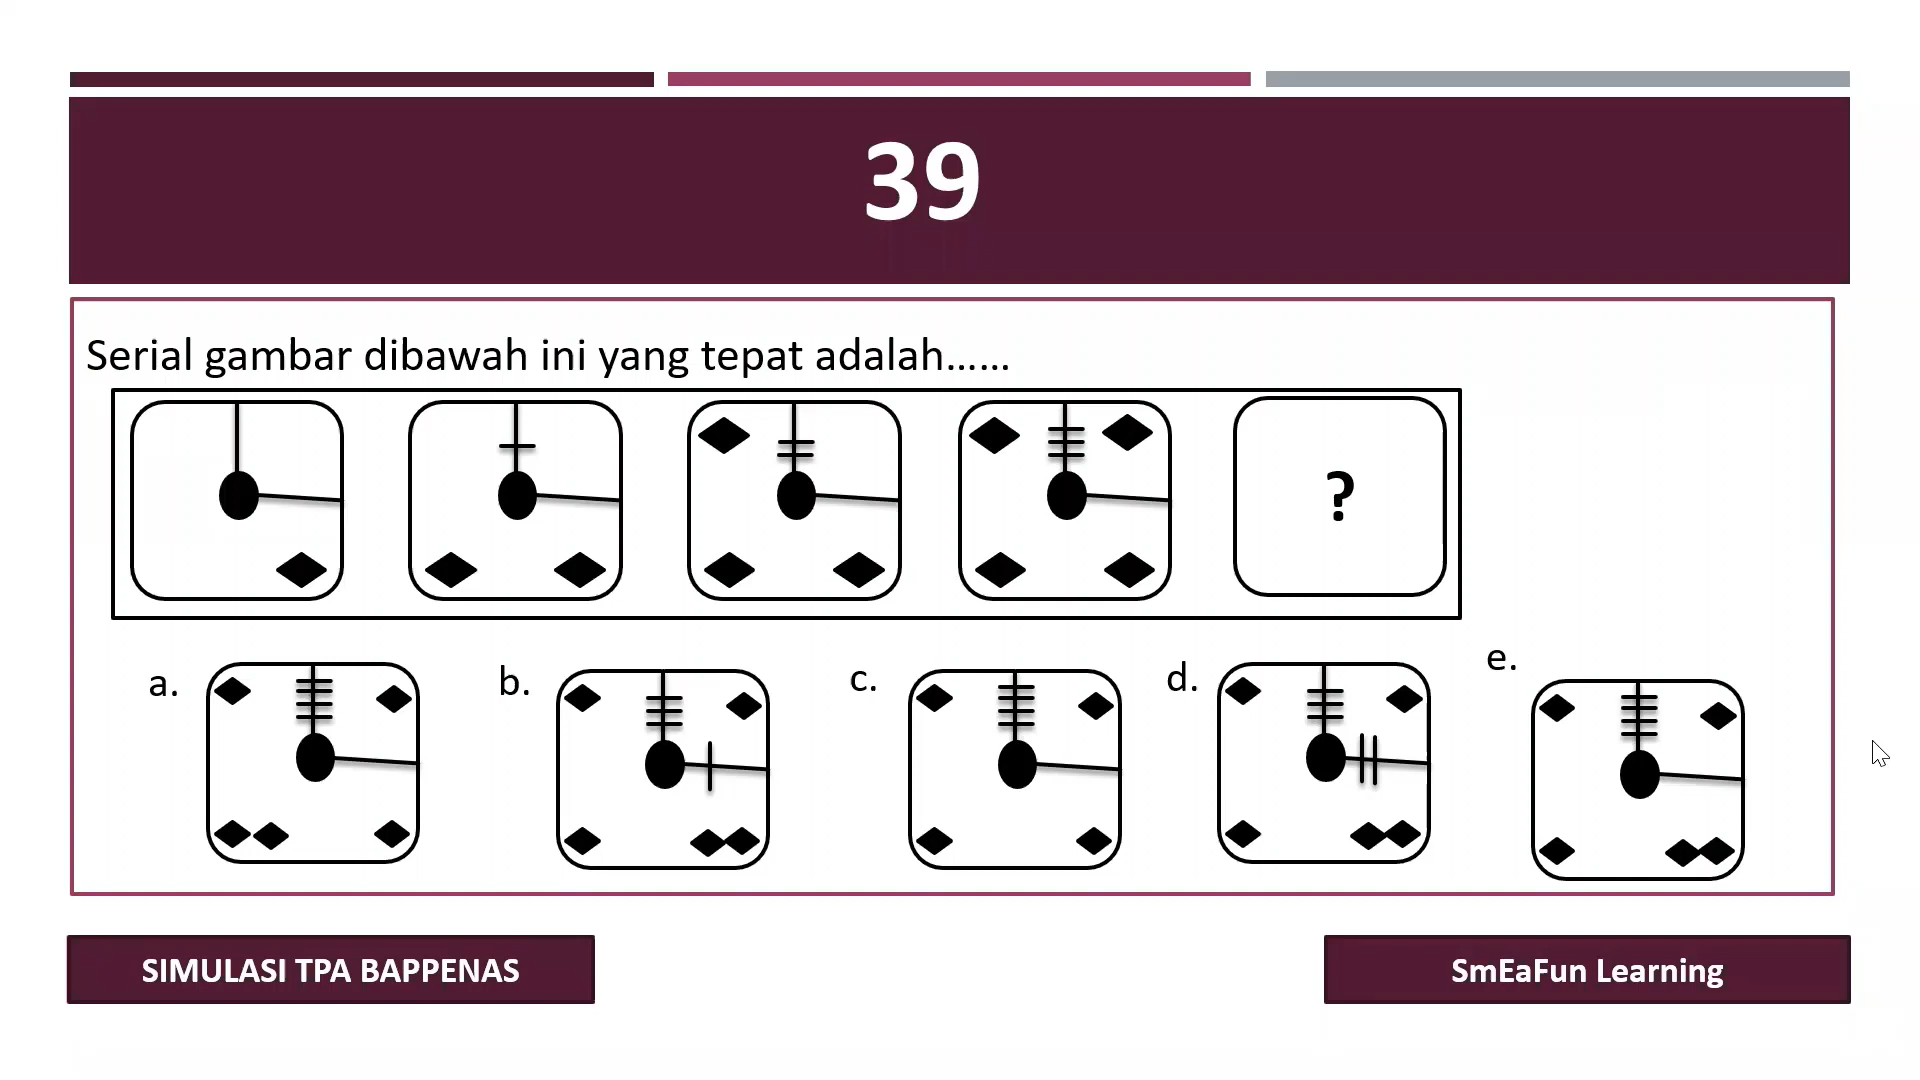 39
Serial gambar dibawah ini yang tepat adalah......
?
a.
b.
c.
d.
e.
SIMULASI TPA BAPPENAS
SmEaFun Learning